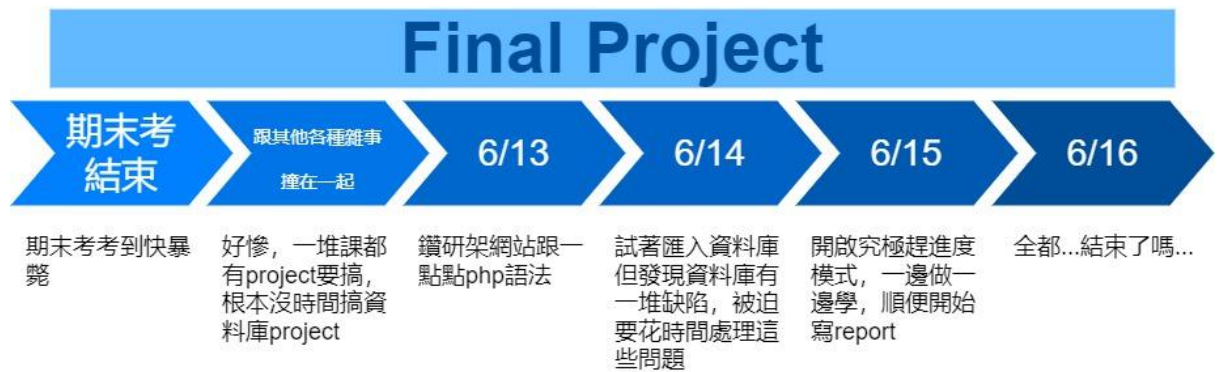 Final Project
期末考
結束
跟其他各種雜事
撞在一起
6/13
6/14
6/15
6/16
期末考考到快暴
斃
好慘，一堆課都
有project要搞，
根本沒時間搞資
料庫project
鑽研架網站跟一
點點php語法
試著匯入資料庫
但發現資料庫有
一堆缺陷，被迫
要花時間處理這
些問題
開啟究極趕進度
模式，一邊做一
邊學，順便開始
寫report
全都...結束了嗎...